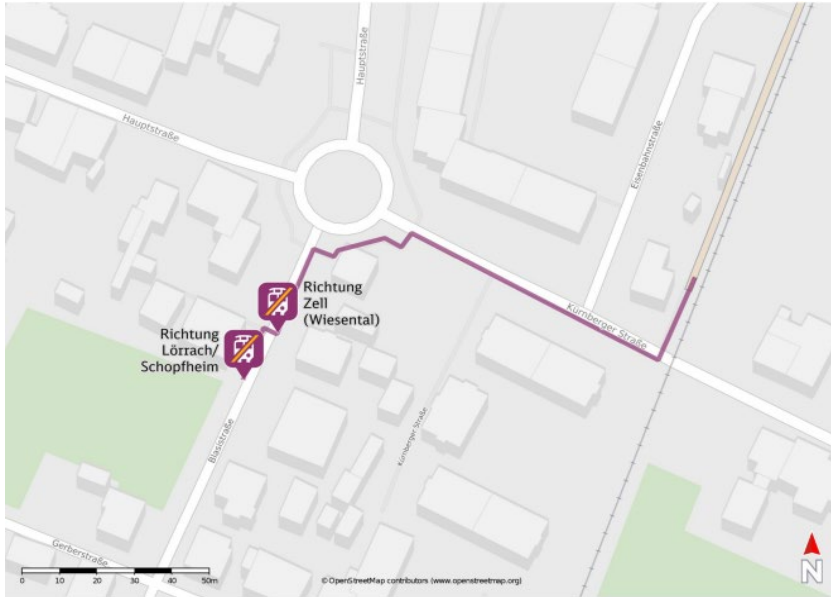 Hauptstraße
Hauptstraße
Eisenbahnstraße
Richtung
Zell
(Wiesental)
Kürnberger Straße
Richtung
Lörrach/
Schopfheim
Blasistraße
Kürnberger Straße
Gerberstraße
0 10 20 30 40 50m
© OpenStreetMap contributors (www.openstreetmap.org)
N